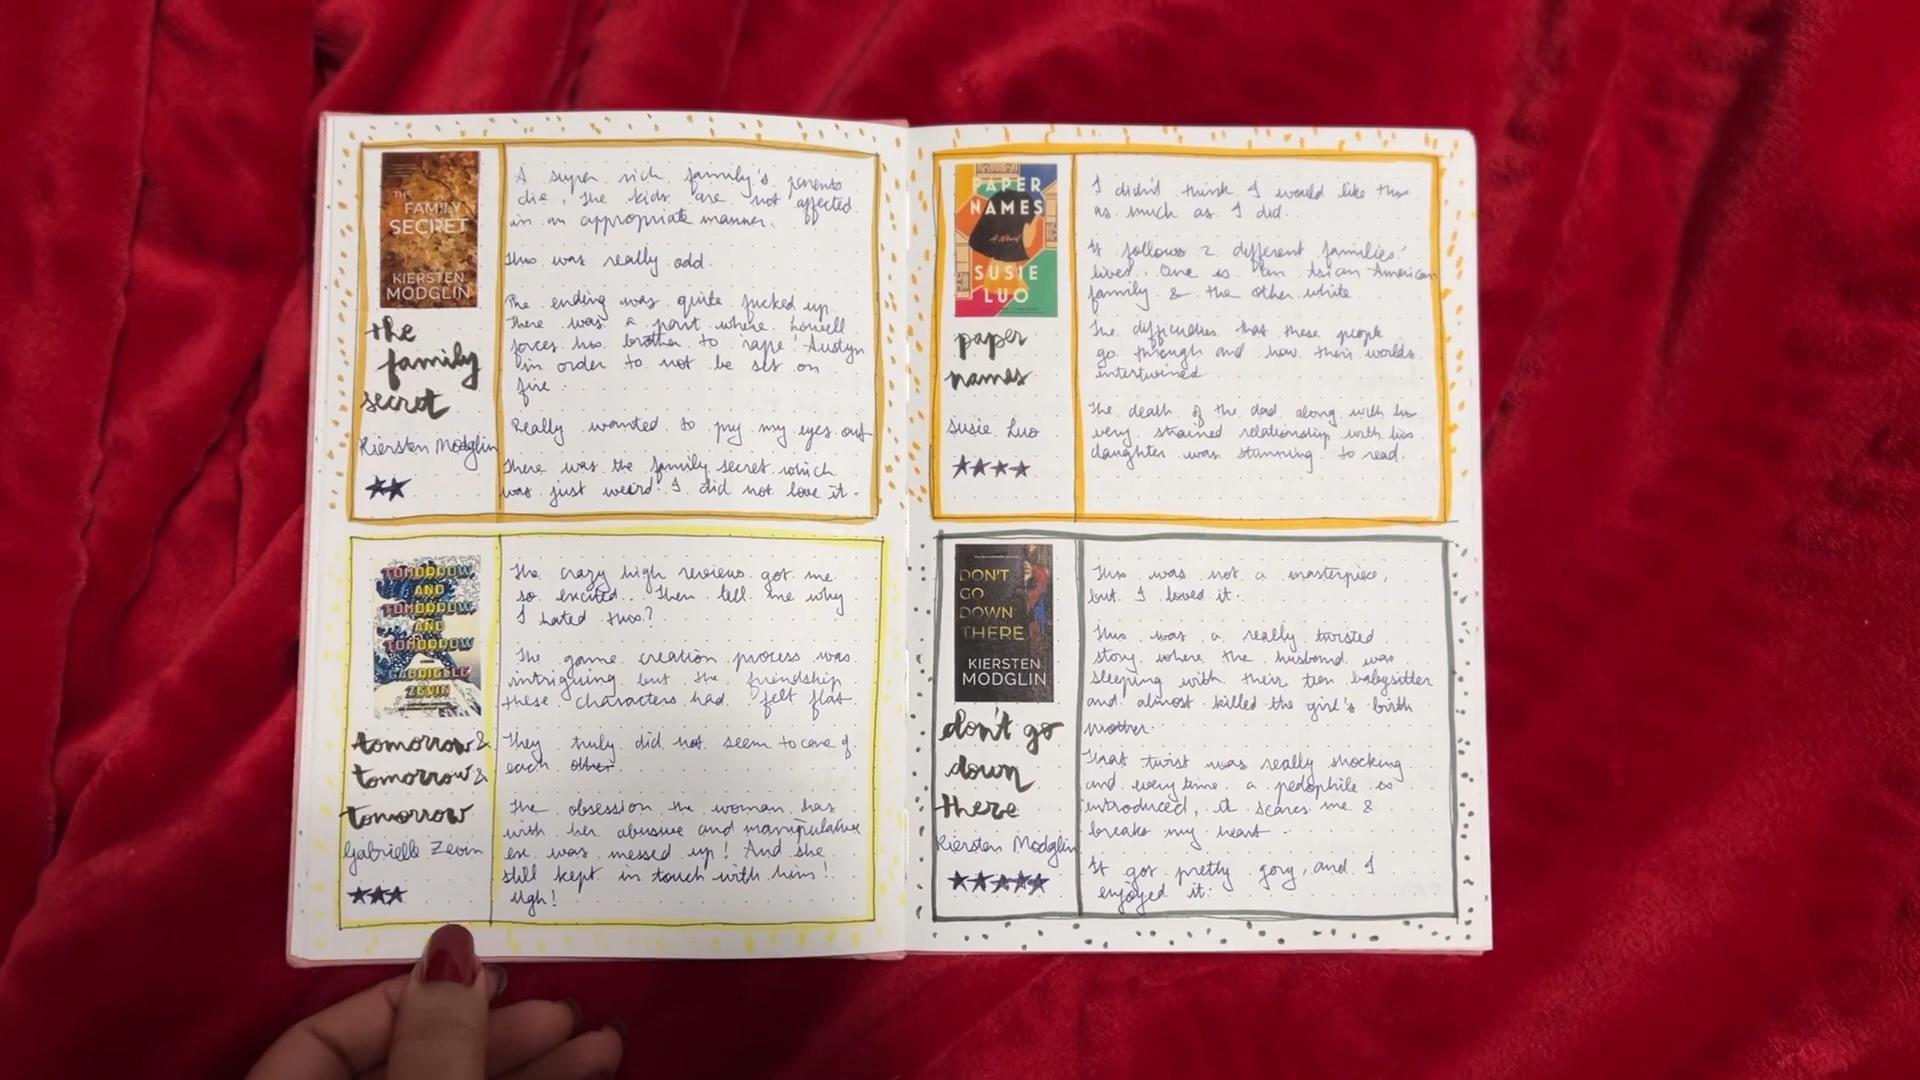 THE
FAMILY
SECRET
KIERSTEN
MODGLIN
the
family
secret
Kiersten Modglin
A super rich family's parents
die. The kids are not affected
in an appropriate manner.
This was really odd.
The ending was quite fucked up.
There was a part where Lowell
forces his brother to rape Austyn
in order to not be set on
fire.
Really wanted to pry my eyes out
There was the family secret which
was just weird. I did not love it.
TOMORROW,
AND
TOMORROW,
AND
TOMORROW
GABRIELLE
ZEVIN
tomorrow &
tomorrow &
tomorrow
Gabrielle Zevin
The crazy high reviews got me
so excited. Then tell me why
I hated this?
The game creation process was
intriguing but the friendship
these characters had felt flat
They truly did not seem to care of
each other
The obsession the woman has
with her abusive and manipulative
ex was messed up! And she
still kept in touch with him!
Ugh!
PAPER
NAMES
A Novel
SUSIE
LUO
paper
names
Susie Luo
I didn't think I would like this
as much as I did.
It follows 2 different families'
lives. One is an Asian American
family & the other white.
The difficulties that these people
go through and how their worlds
intertwined.
The death of the dad along with his
very strained relationship with his
daughter was stunning to read.
DON'T
GO
DOWN
THERE
KIERSTEN
MODGLIN
don't go
down
there
Kiersten Modglin
This was not a masterpiece,
but I loved it.
This was a really twisted
story where the husband was
sleeping with their teen babysitter
and almost killed the girl's birth
mother.
That twist was really shocking
and everytime a pedophile is
introduced, it scares me &
breaks my heart.
It got pretty gory, and I
enjoyed it.